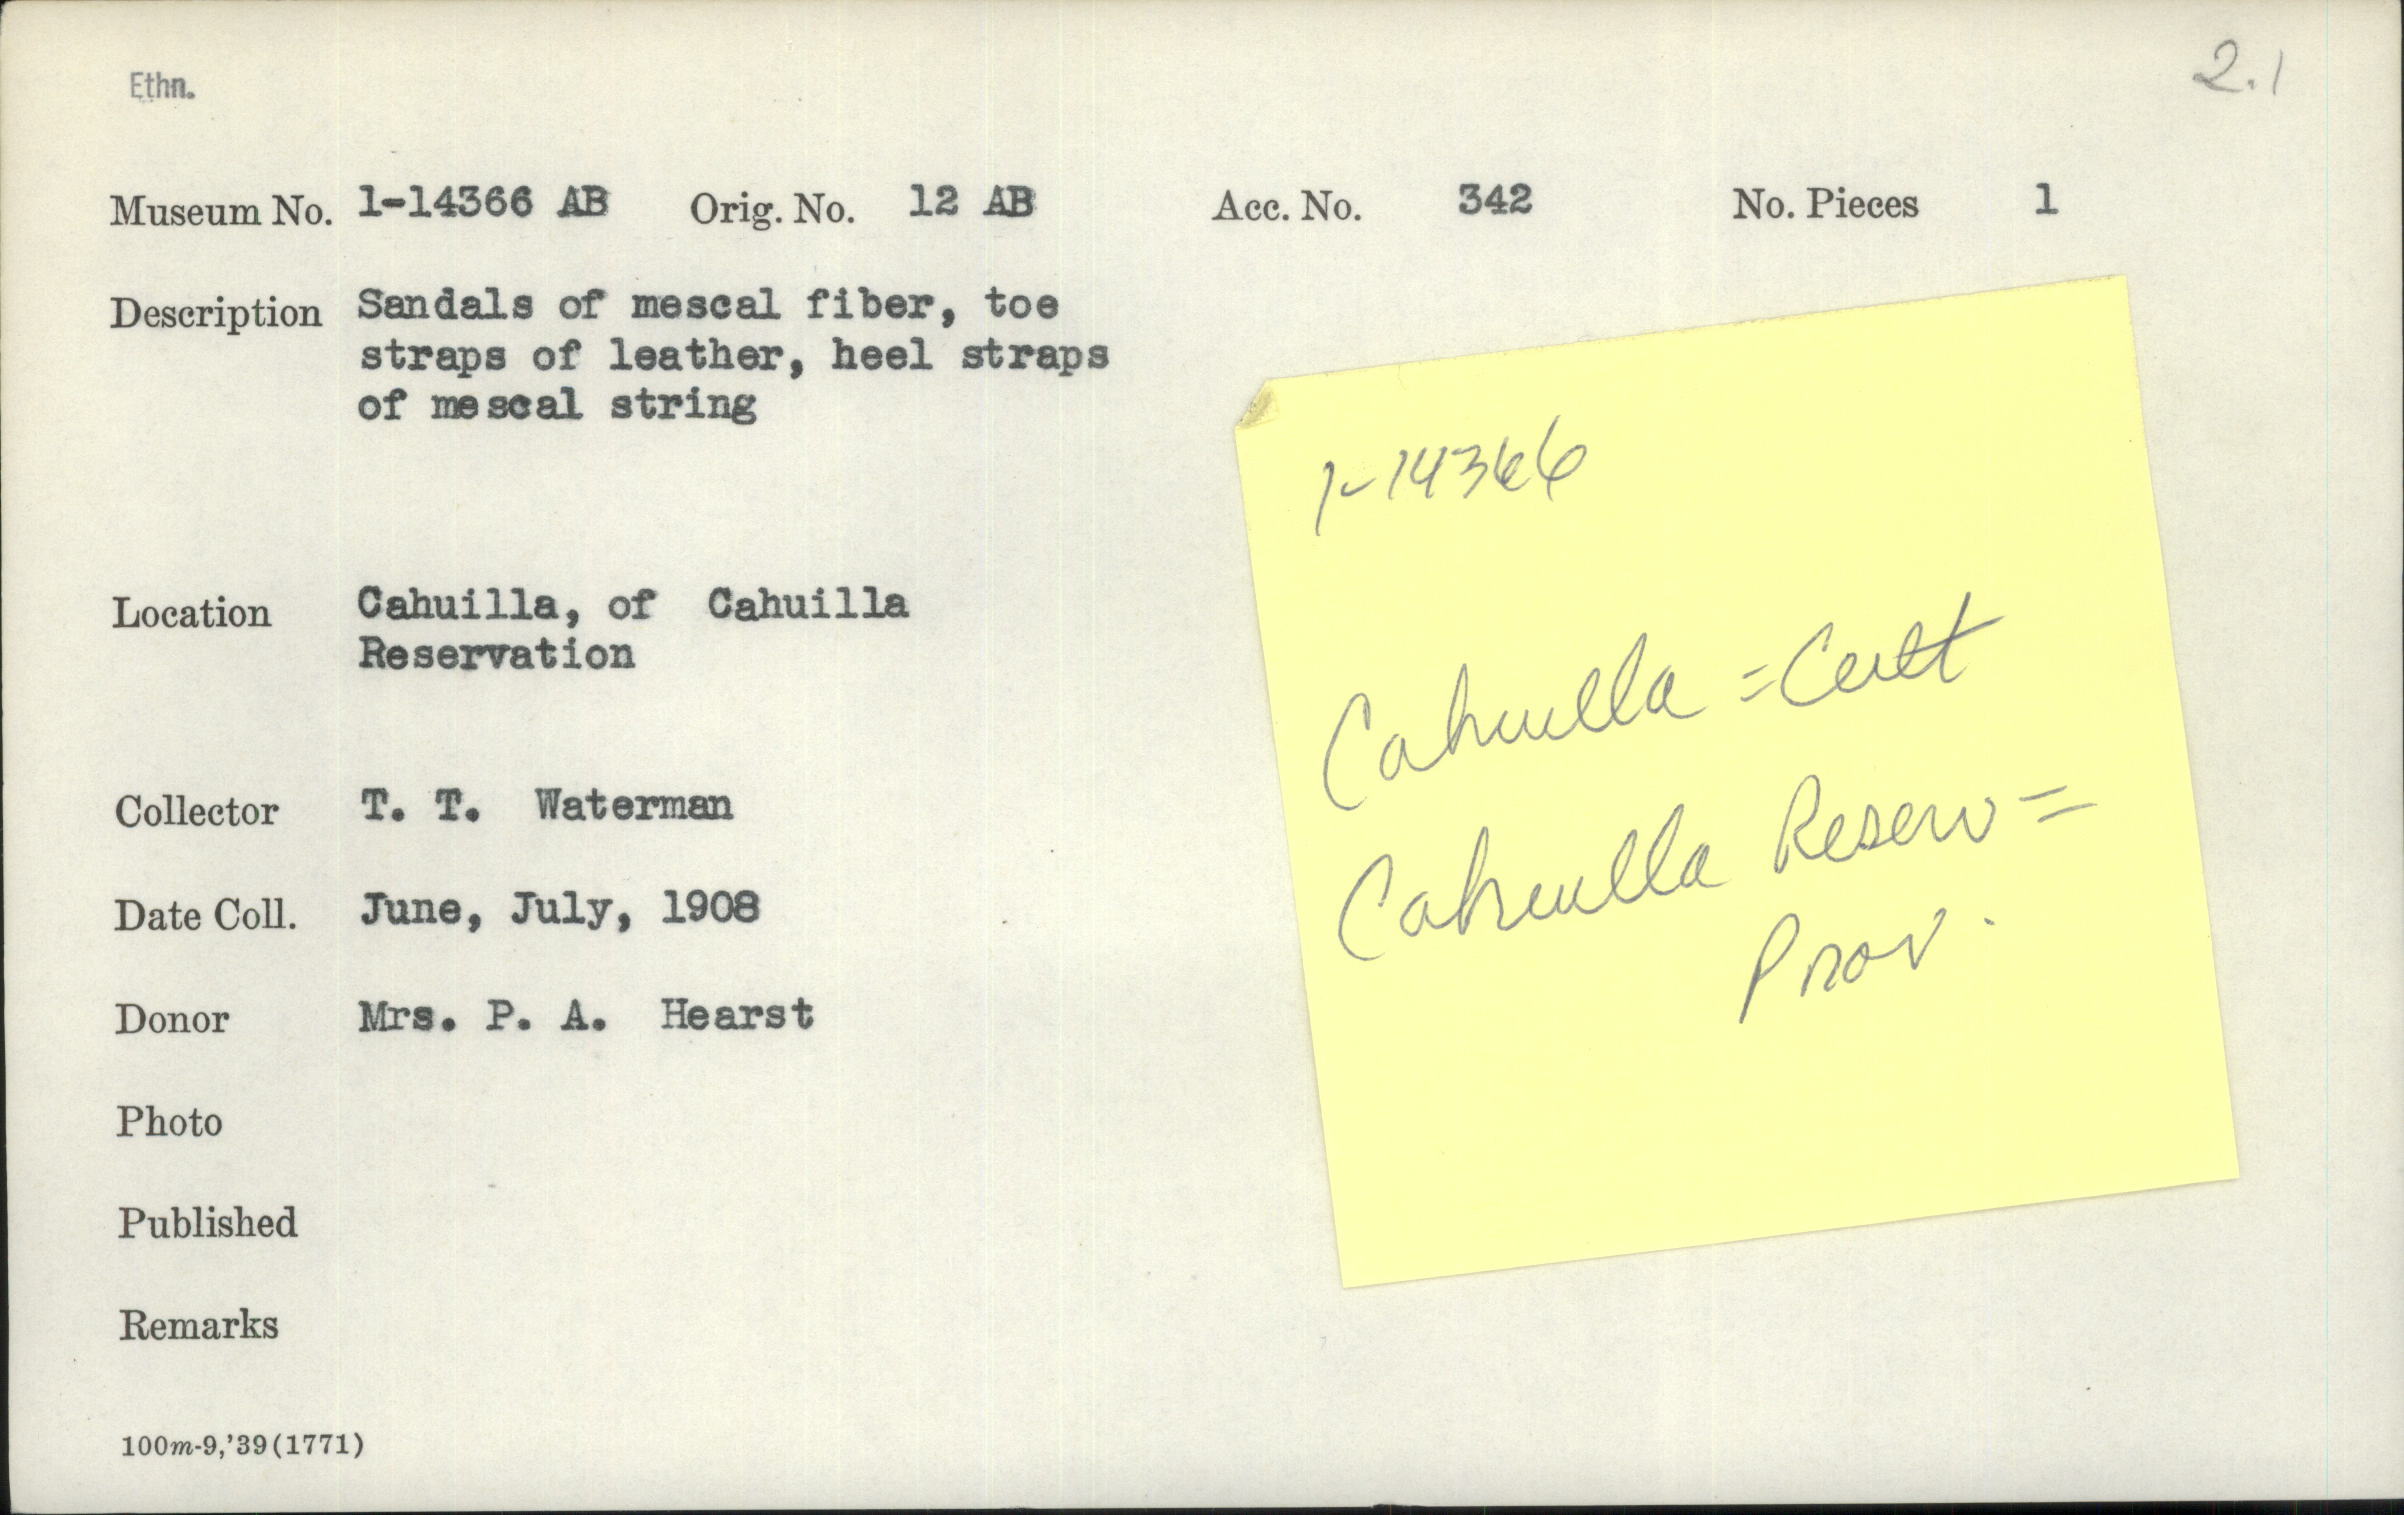 Ethn.
2.1
Museum No. 1-14366 AB Orig. No. 12 AB Acc. No. 342 No. Pieces 1
Description Sandals of mescal fiber, toe
straps of leather, heel straps
of mescal string
Location Cahuilla, of Cahuilla
Reservation
Collector T. T. Waterman
Date Coll. June, July, 1908
Donor Mrs. P. A. Hearst
Photo
Published
Remarks
100m-9,'39(1771)
1-14366
Cahuilla = Cult
Cahuilla Reserv =
Prov.